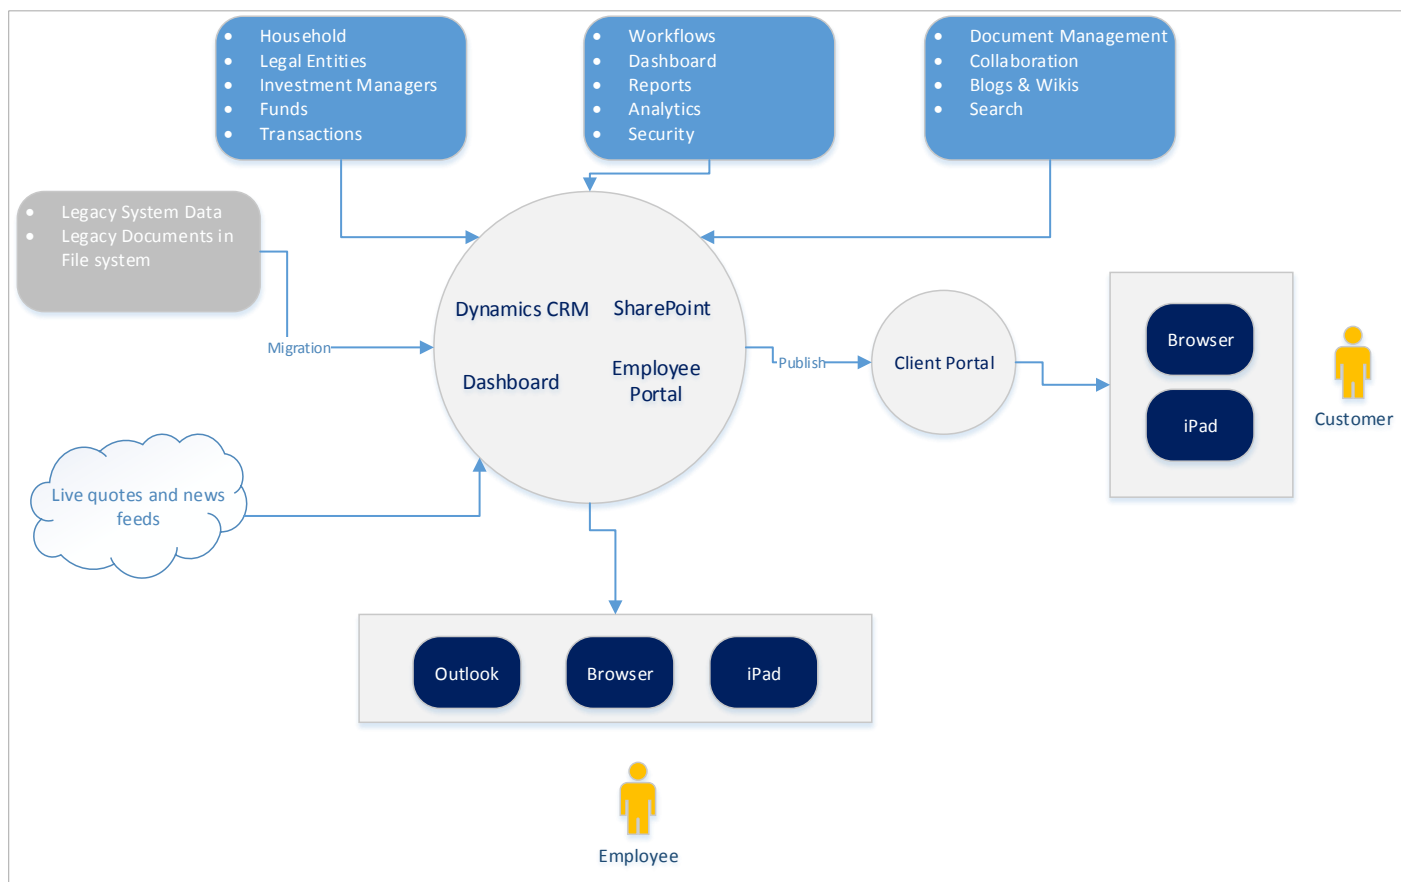 Household
Legal Entities
Investment Managers
Funds
Transactions
Workflows
Dashboard
Reports
Analytics
Security
Document Management
Collaboration
Blogs & Wikis
Search
Legacy System Data
Legacy Documents in
File system
Migration
Dynamics CRM
SharePoint
Dashboard
Employee
Portal
Publish
Client Portal
Browser
iPad
Customer
Live quotes and news
feeds
Outlook
Browser
iPad
Employee